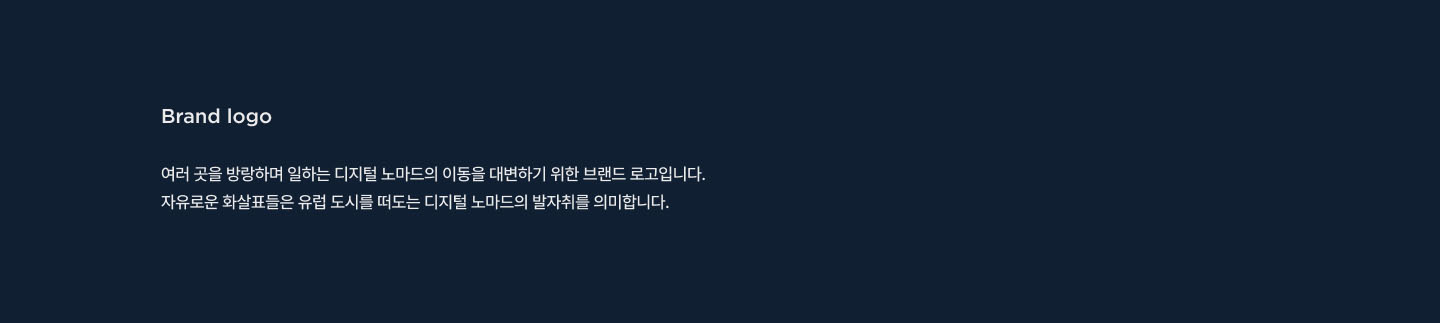 Brand logo
여러 곳을 방랑하며 일하는 디지털 노마드의 이동을 대변하기 위한 브랜드 로고입니다.
자유로운 화살표들은 유럽 도시를 떠도는 디지털 노마드의 발자취를 의미합니다.